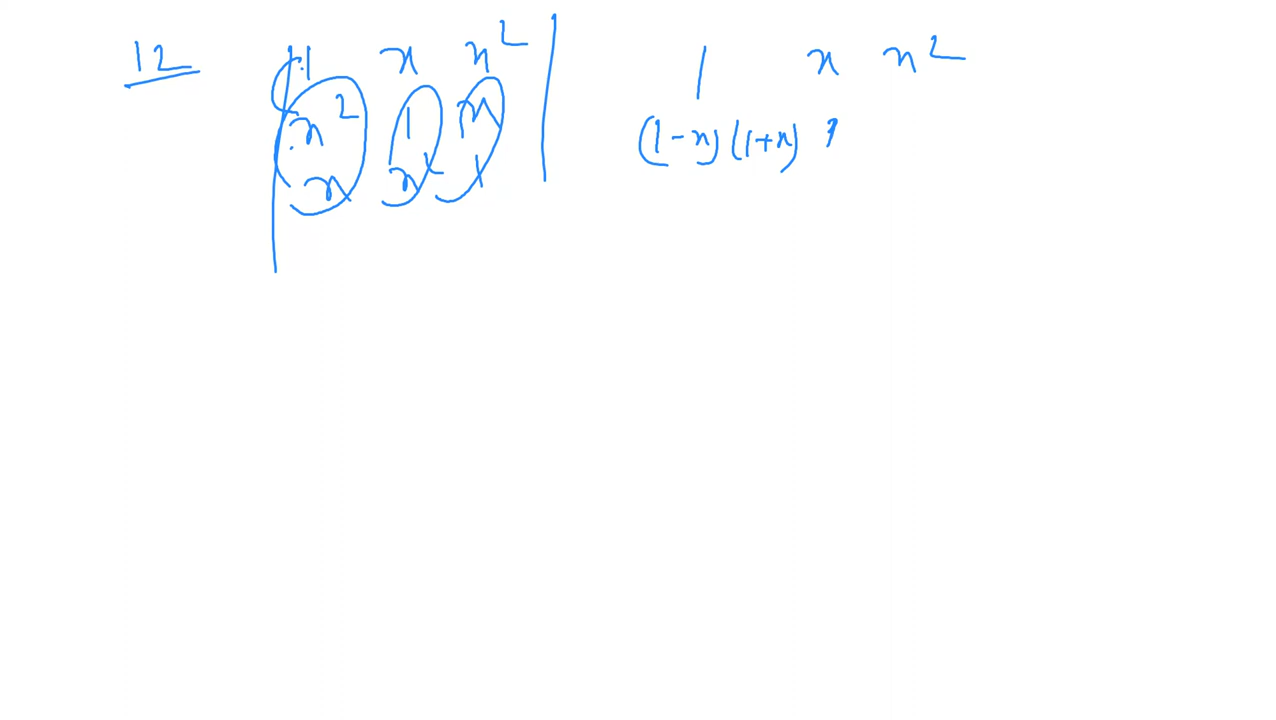 12
1 x x² 1 x x²
x² 1 x (1-x)(1+x)
x x² 1